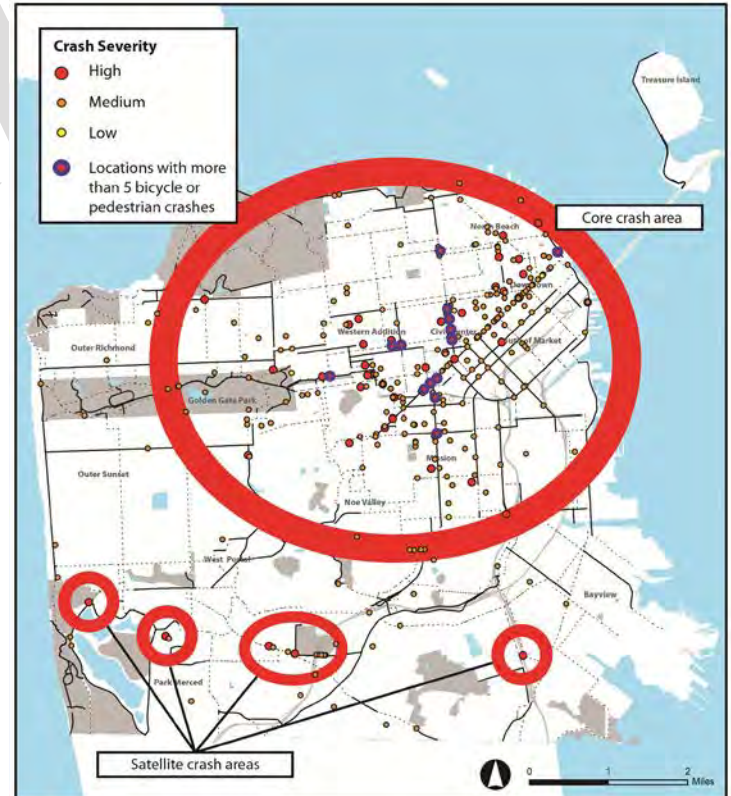 Crash Severity
High
Medium
Low
Locations with more
than 5 bicycle or
pedestrian crashes
Treasure Island
Core crash area
North Beach
Downtown
Outer Richmond
Western Addition
Civic Center
South of Market
Golden Gate Park
Outer Sunset
Mission
Noe Valley
West Portal
Bayview
Park Merced
Satellite crash areas
0 1 2
Miles